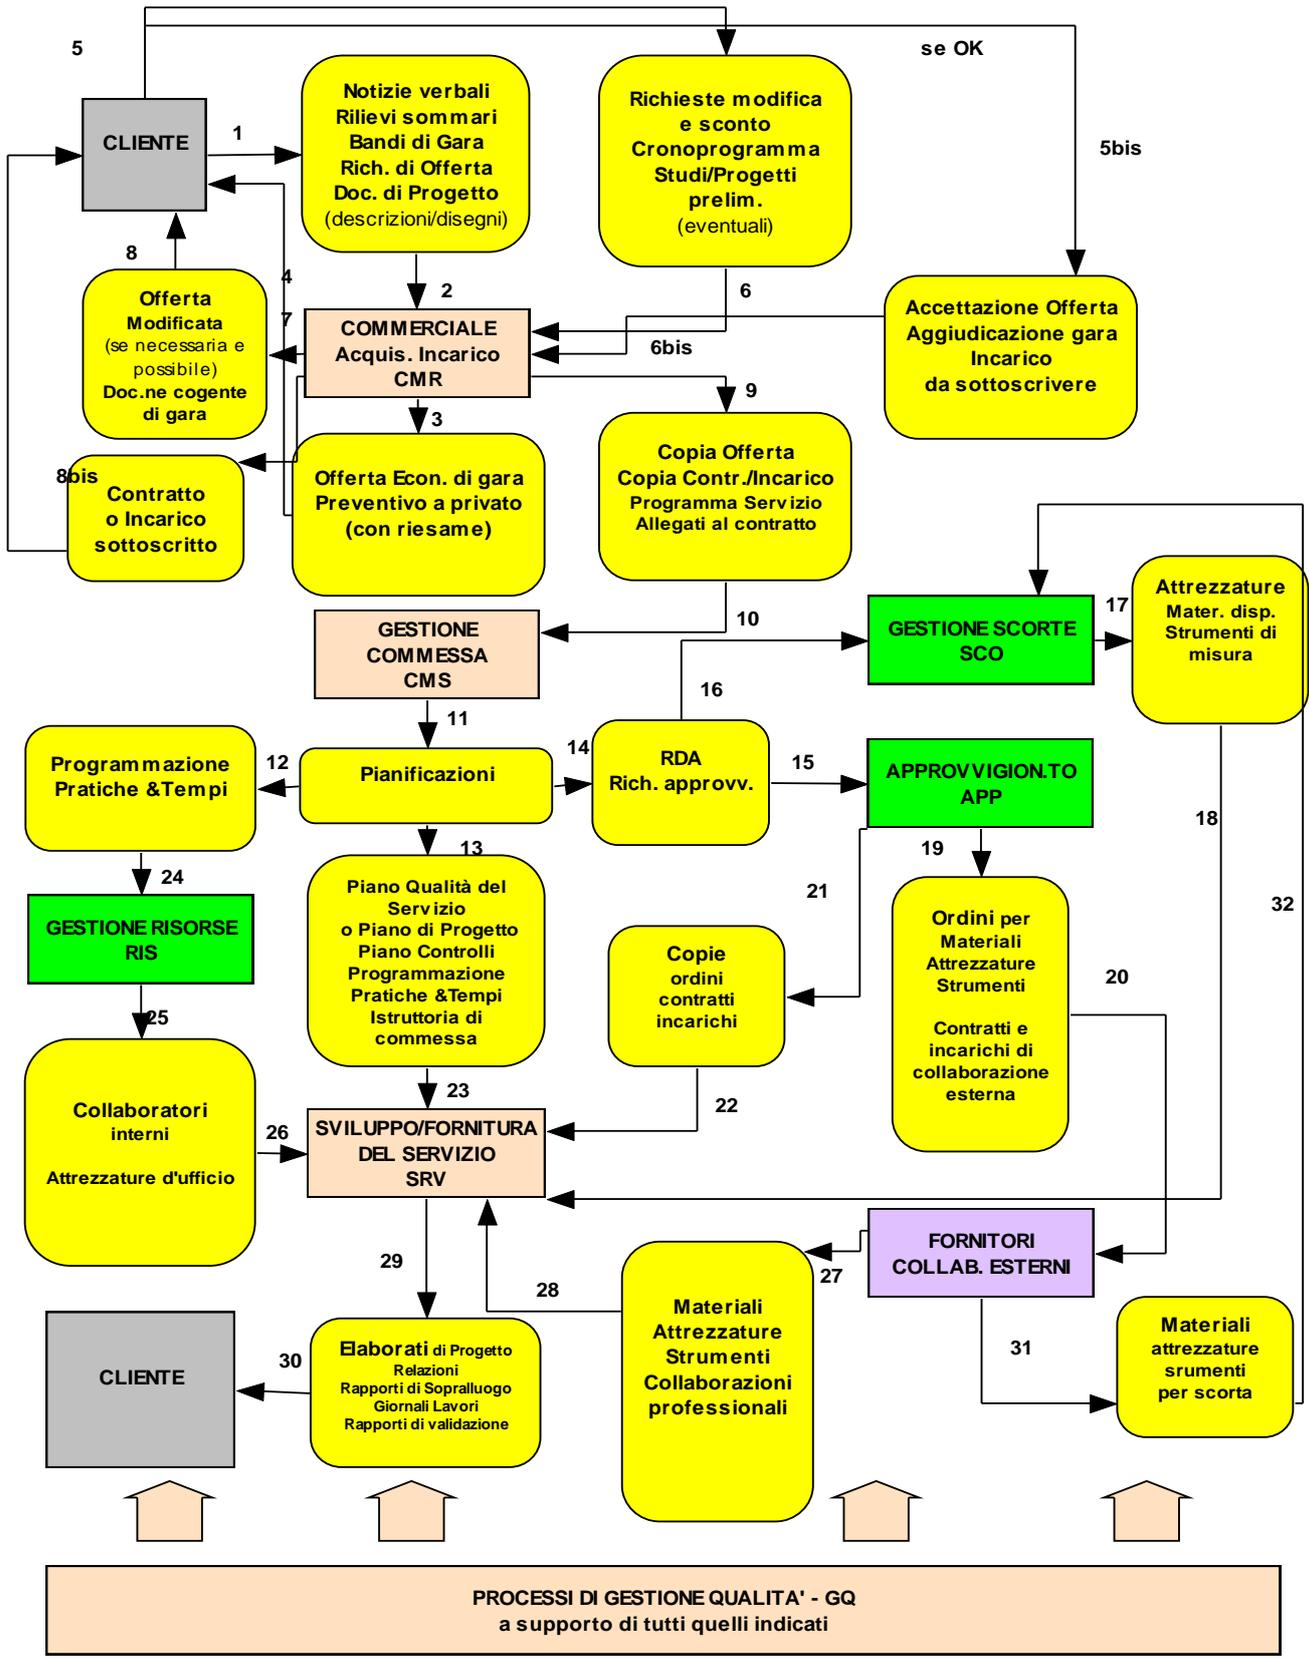 5
se OK
CLIENTE
1
Notizie verbali
Rilievi sommari
Bandi di Gara
Rich. di Offerta
Doc. di Progetto
(descrizioni/disegni)
Richieste modifica
e sconto
Cronoprogramma
Studi/Progetti
prelim.
(eventuali)
5bis
8
4
2
6
Offerta
Modificata
(se necessaria e
possibile)
Doc.ne cogente
di gara
7
COMMERCIALE
Acquis. Incarico
CMR
6bis
Accettazione Offerta
Aggiudicazione gara
Incarico
da sottoscrivere
9
3
8bis
Contratto
o Incarico
sottoscritto
Offerta Econ. di gara
Preventivo a privato
(con riesame)
Copia Offerta
Copia Contr./Incarico
Programma Servizio
Allegati al contratto
10
GESTIONE
COMMESSA
CMS
GESTIONE SCORTE
SCO
17
Attrezzature
Mater. disp.
Strumenti di
misura
16
11
Programmazione
Pratiche &Tempi
12
Pianificazioni
14
RDA
Rich. approvv.
15
APPROVVIGION.TO
APP
18
13
19
24
21
32
GESTIONE RISORSE
RIS
Piano Qualità del
Servizio
o Piano di Progetto
Piano Controlli
Programmazione
Pratiche &Tempi
Istruttoria di
commessa
Copie
ordini
contratti
incarichi
Ordini per
Materiali
Attrezzature
Strumenti
Contratti e
incarichi di
collaborazione
esterna
20
25
Collaboratori
interni
Attrezzature d'ufficio
23
22
26
SVILUPPO/FORNITURA
DEL SERVIZIO
SRV
FORNITORI
COLLAB. ESTERNI
29
28
27
Materiali
Attrezzature
Strumenti
Collaborazioni
professionali
31
Materiali
attrezzature
srumenti
per scorta
CLIENTE
30
Elaborati di Progetto
Relazioni
Rapporti di Sopralluogo
Giornali Lavori
Rapporti di validazione
PROCESSI DI GESTIONE QUALITA' - GQ
a supporto di tutti quelli indicati